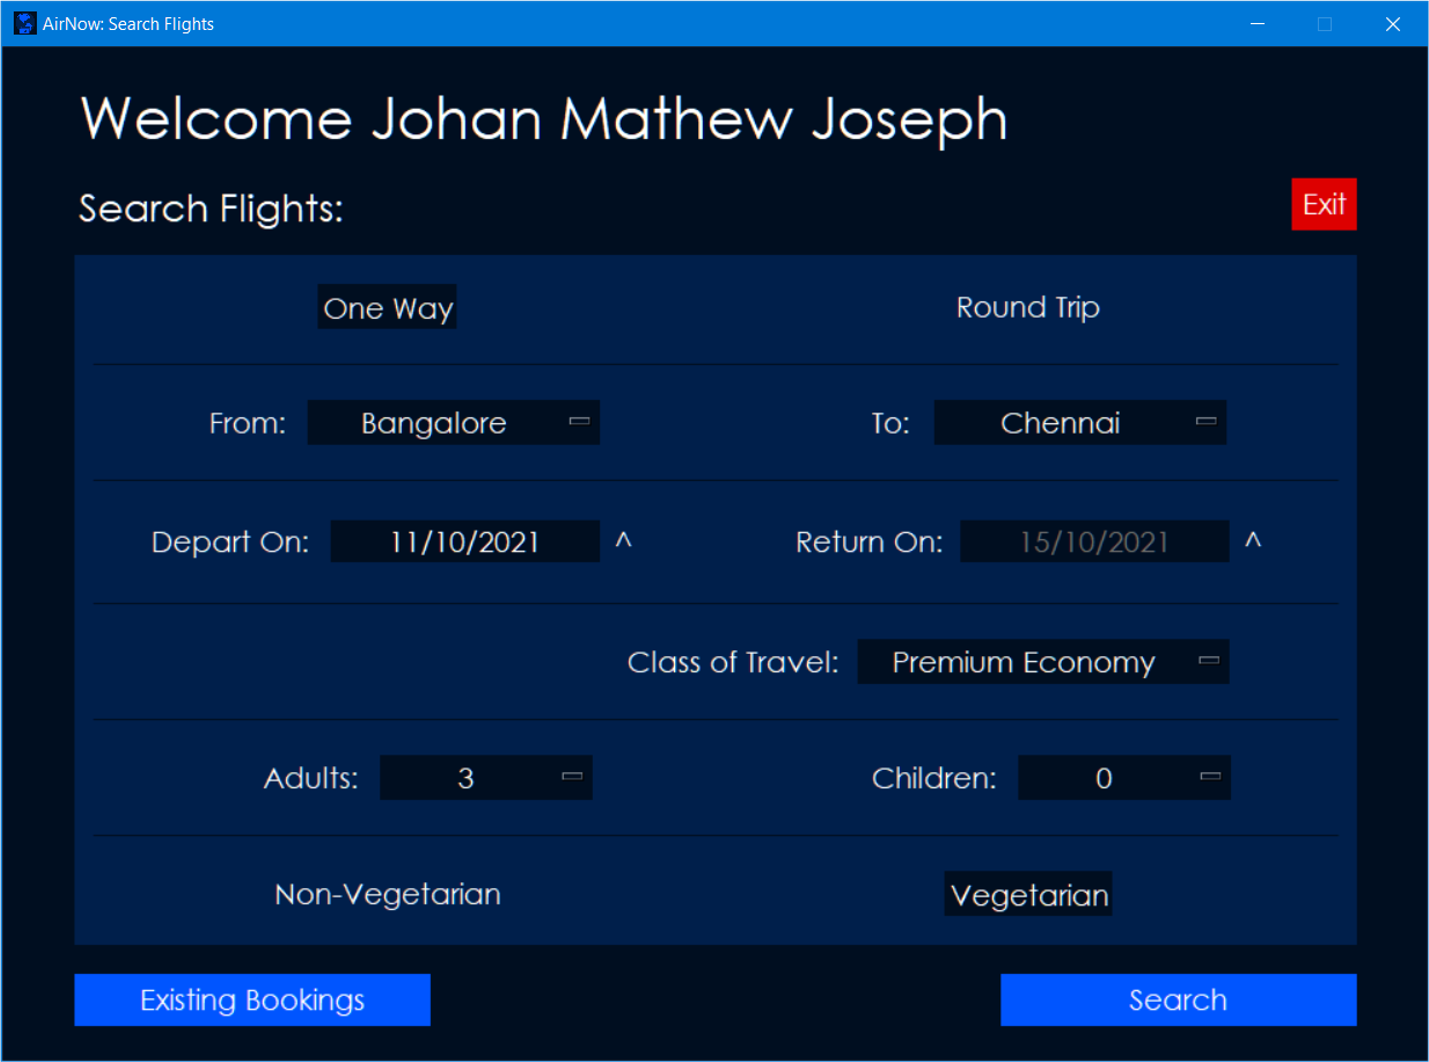 AirNow: Search Flights
Welcome Johan Mathew Joseph
Search Flights:
Exit
One Way
Round Trip
From: Bangalore
To: Chennai
Depart On: 11/10/2021 ^
Return On: 15/10/2021 ^
Class of Travel: Premium Economy
Adults: 3
Children: 0
Non-Vegetarian
Vegetarian
Existing Bookings
Search